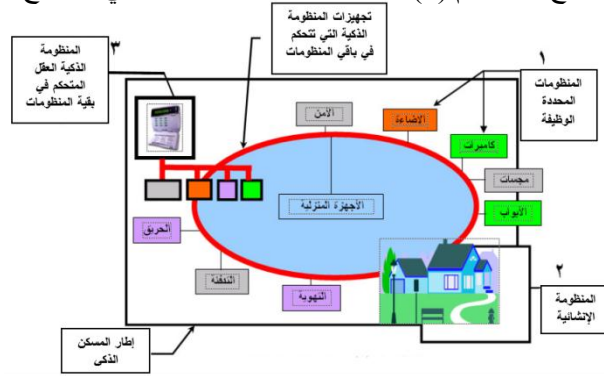 تجهيزات المنظومة
الذكية التي تتحكم
في باقي المنظومات
٣
المنظومة
الذكية العقل
المتحكم في
بقية المنظومات
١
المنظومات
المحددة
الوظيفة
الأمن
الإضاءة
كاميرات
مجسات
الأبواب
الأجهزة المنزلية
الحريق
التدفئة
التهوية
٢
المنظومة
الإنشائية
إطار المسكن
الذكي